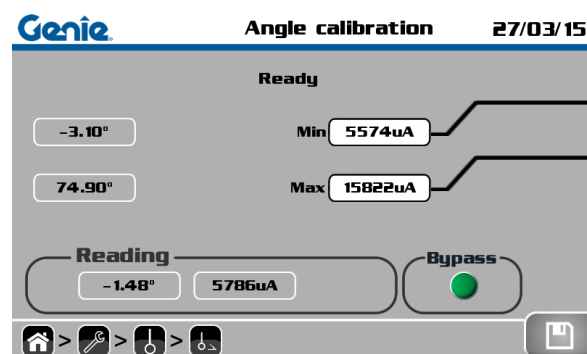 Genie. Angle calibration 27/03/15
Ready
-3.10° Min 5574uA
74.90° Max 15822uA
Reading Bypass
-1.48° 5786uA
> > >